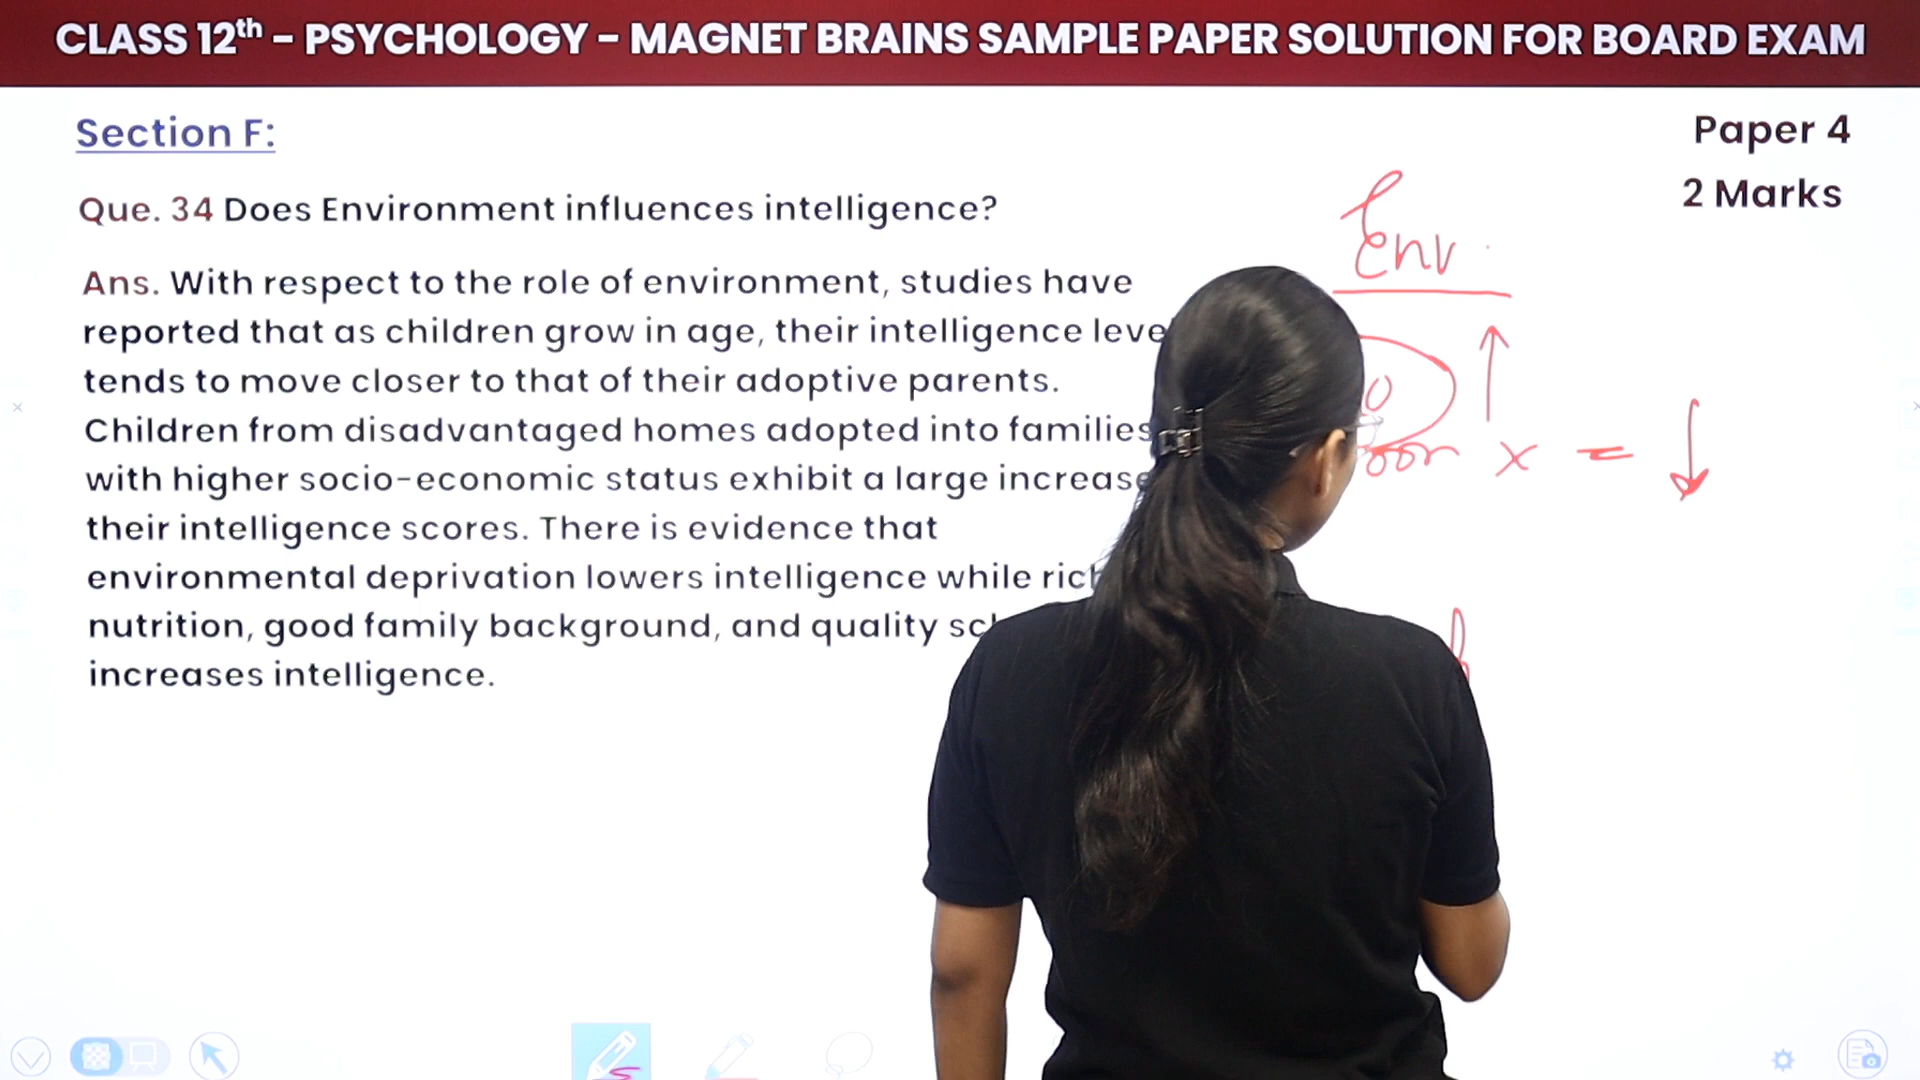 CLASS 12th - PSYCHOLOGY - MAGNET BRAINS SAMPLE PAPER SOLUTION FOR BOARD EXAM
Section F:
Paper 4
2 Marks
Que. 34 Does Environment influences intelligence?
Ans. With respect to the role of environment, studies have
reported that as children grow in age, their intelligence
tends to move closer to that of their adoptive parents.
Children from disadvantaged homes adopted into families
with higher socio-economic status exhibit a large
their intelligence scores. There is evidence that
environmental deprivation lowers intelligence while
nutrition, good family background, and quality
increases intelligence.
Env
x =